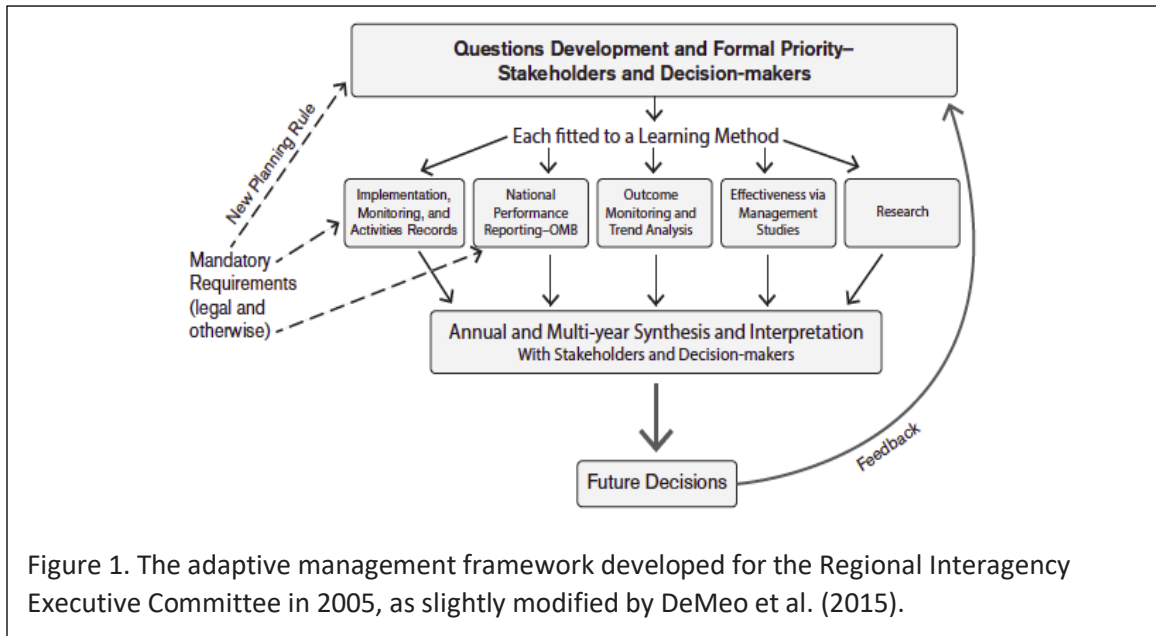 Questions Development and Formal Priority–
Stakeholders and Decision-makers
New Planning Rule
Each fitted to a Learning Method
Implementation,
Monitoring, and
Activities Records
National
Performance
Reporting–OMB
Outcome
Monitoring and
Trend Analysis
Effectiveness via
Management
Studies
Research
Mandatory
Requirements
(legal and
otherwise)
Annual and Multi-year Synthesis and Interpretation
With Stakeholders and Decision-makers
Feedback
Future Decisions
Figure 1. The adaptive management framework developed for the Regional Interagency
Executive Committee in 2005, as slightly modified by DeMeo et al. (2015).